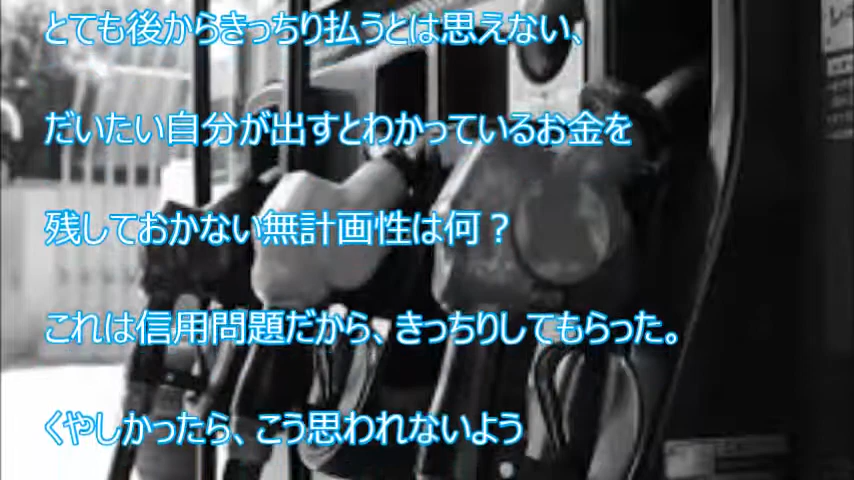 とても後からきっちり払うとは思えない、
だいたい自分が出すとわかっているお金を
残しておかない無計画性は何？
これは信用問題だから、きっちりしてもらった。
くやしかったら、こう思われないよう